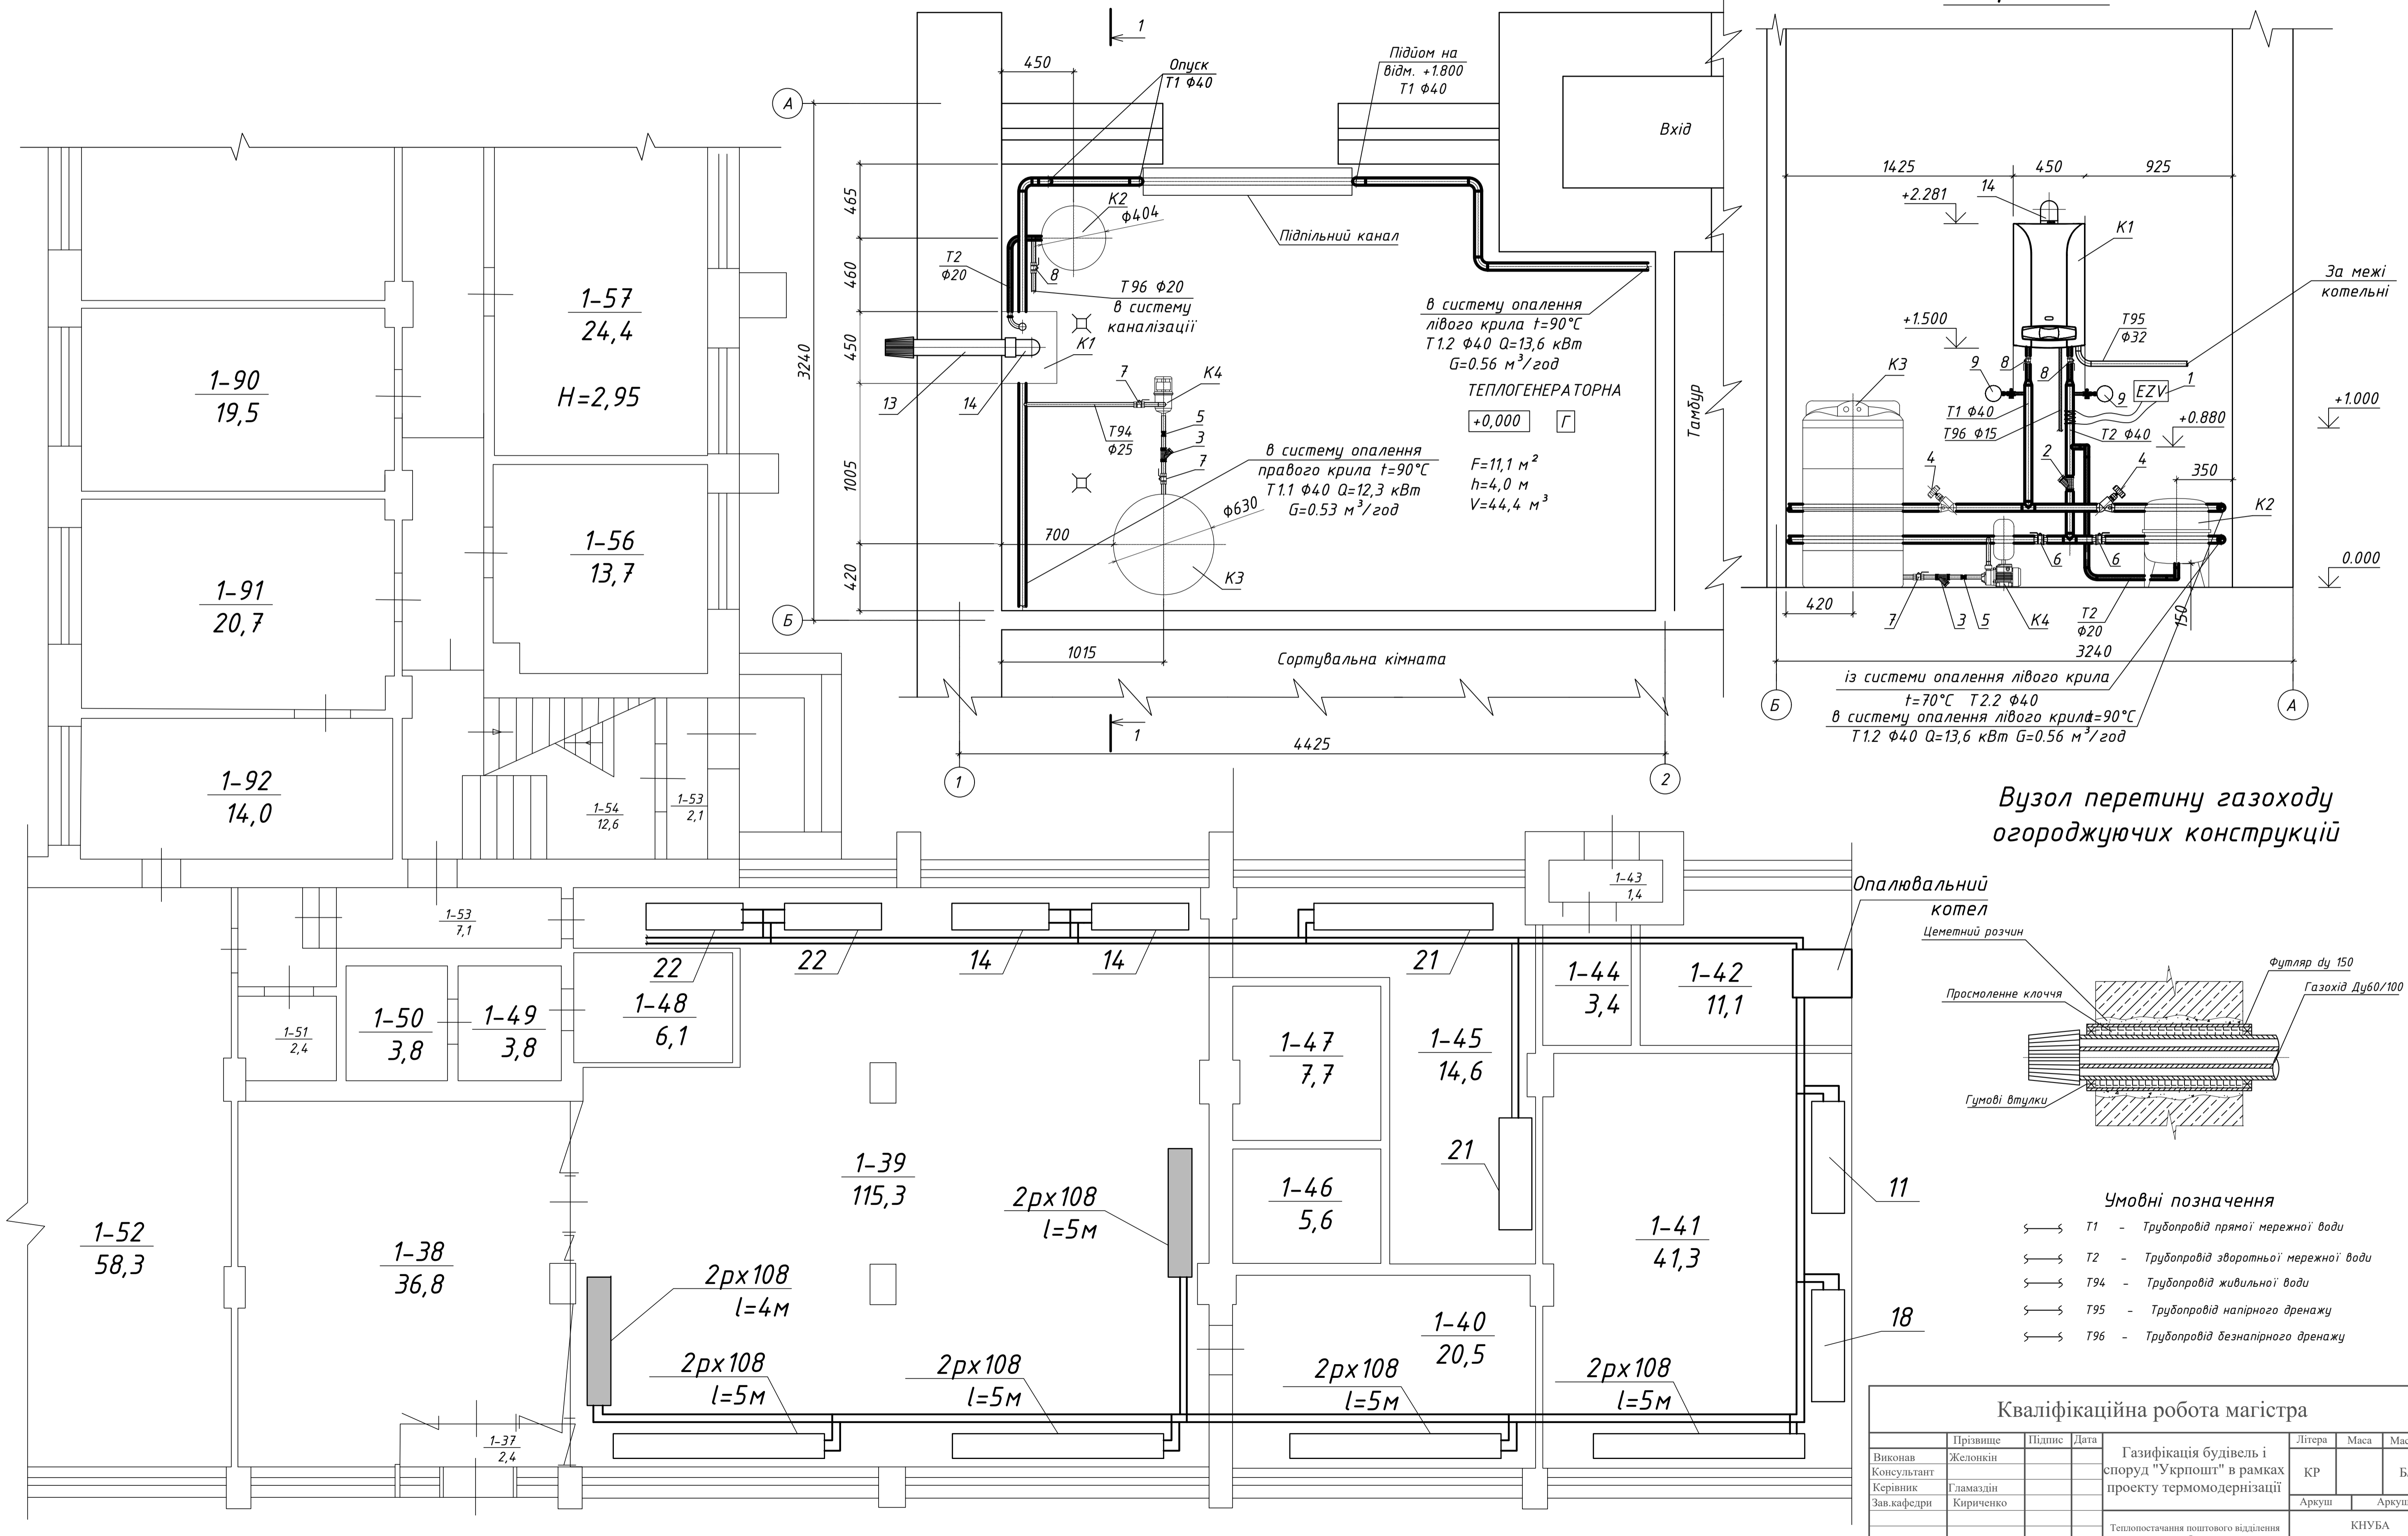 1-57
24,4
H=2,95
1-90
19,5
1-56
13,7
1-91
20,7
1-92
14,0
1-54
12,6
1-53
2,1
1
450
Опуск
Т1 Ф40
Підйом на
відм. +1.800
Т1 Ф40
Вхід
А
465
К2
Ф404
Підпільний канал
460
Т2
Ф20
8
Т96 Ф20
в систему
каналізації
в систему опалення
лівого крила t=90°С
Т1.2 Ф40 Q=13,6 кВт
G=0.56 м³/год
450
3240
К1
13
14
7
К4
ТЕПЛОГЕНЕРАТОРНА
+0,000
Г
Тамбур
Т94
Ф25
5
3
7
1005
в систему опалення
правого крила t=90°С
Т1.1 Ф40 Q=12,3 кВт
G=0.53 м³/год
F=11,1 м²
h=4,0 м
V=44,4 м³
Ф630
700
420
К3
Б
1015
Сортувальна кімната
1
4425
1
2
1425
450
925
+2.281
14
К1
За межі
котельні
+1.500
Т95
Ф32
К3
9
8
8
9
EZV
1
+1.000
Т1 Ф40
+0.880
Т96 Ф15
Т2 Ф40
4
2
4
350
К2
6
6
0.000
420
7
3
5
К4
Т2
Ф20
150
3240
із системи опалення лівого крила
t=70°С Т2.2 Ф40
в систему опалення лівого крила t=90°С
Т1.2 Ф40 Q=13,6 кВт G=0.56 м³/год
Б
А
Вузол перетину газоходу
огороджуючих конструкцій
Опалювальний
котел
Цеметний розчин
Футляр dу 150
Газохід Ду60/100
Просмоленне клоччя
Гумові втулки
1-53
7,1
1-43
1,4
22
22
14
14
21
1-44
3,4
1-42
11,1
1-51
2,4
1-50
3,8
1-49
3,8
1-48
6,1
1-47
7,7
1-45
14,6
1-39
115,3
21
11
1-46
5,6
2рх108
l=5м
1-52
58,3
1-38
36,8
1-41
41,3
2рх108
l=4м
18
1-40
20,5
2рх108
l=5м
2рх108
l=5м
2рх108
l=5м
2рх108
l=5м
1-37
2,4
Умовні позначення
Т1 - Трубопровід прямої мережної води
Т2 - Трубопровід зворотньої мережної води
Т94 - Трубопровід живильної води
Т95 - Трубопровід напірного дренажу
Т96 - Трубопровід безнапірного дренажу
Кваліфікаційна робота магістра
Прізвище Підпис Дата
Виконав Желонкін
Консультант
Керівник Гламаздін
Зав.кафедри Кириченко
Газифікація будівель і
споруд "Укрпошт" в рамках
проекту термомодернізації
Літера Маса
КР
Аркуш
Теплопостачання поштового відділення
КНУБА